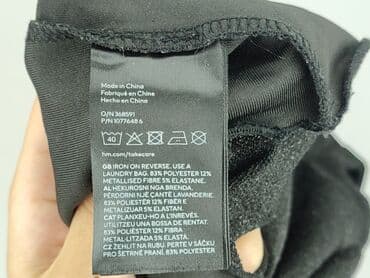 Made in China
Fabriqué en Chine
Hecho en China
O/N 368591
P/N 1077648 6
40
hm.com/takecare
GB IRON ON REVERSE. USE A
LAUNDRY BAG. 83% POLYESTER 12%
METALLISED FIBRE 5% ELASTANE.
AL HEKUROSNI NGA BRENDA.
PËRDORNI ÇANTË LAVANDERIE.
83% POLIESTËR 12% FIBËR E
METALIZUAR 5% ELASTAN.
CAT PLANXEU-HO A L'INREVÉS.
UTILITZEU UNA BOSSA DE RENTAT.
83% POLIÈSTER 12% FIBRA
METAL·LITZADA 5% ELASTÀ
CZ ŽEHLIT NA RUBU. PERTE V SÁČKU
PRO ŠETRNÉ PRANÍ. 83% POLYESTER